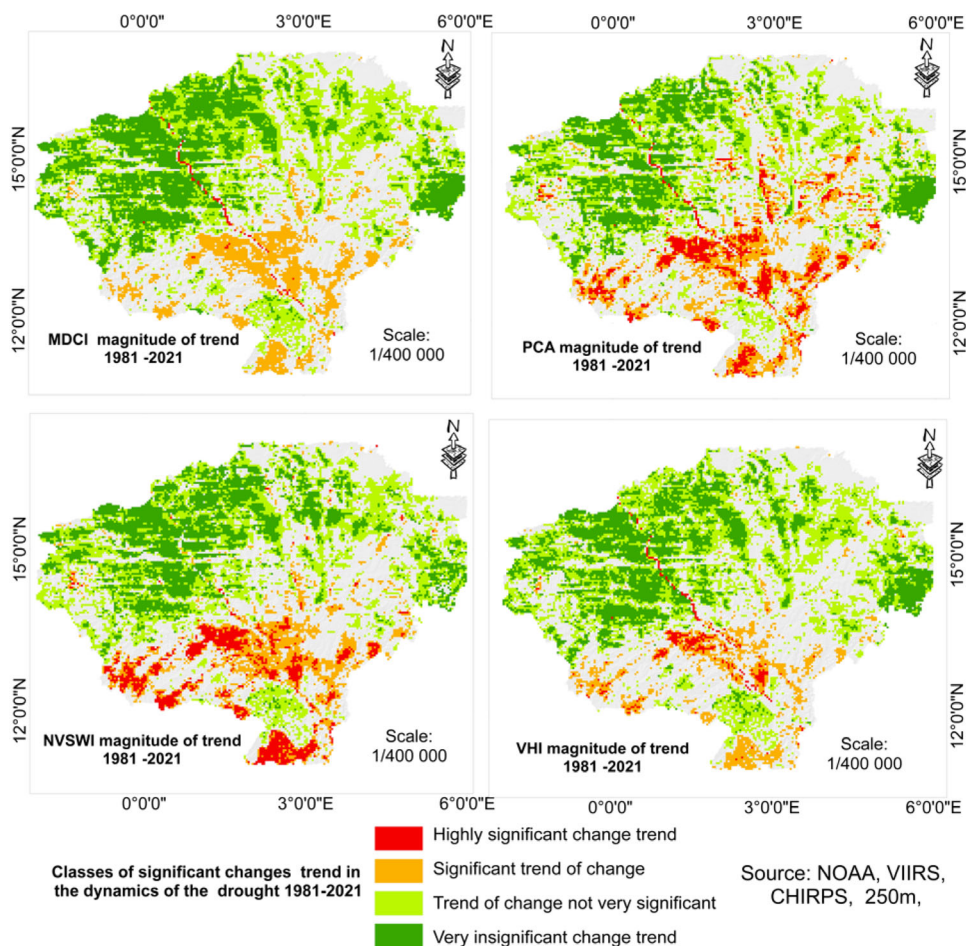 0°0'0" 3°0'0"E 6°0'0"E
0°0'0" 3°0'0"E 6°0'0"E
N
N
15°0'0"N
15°0'0"N
12°0'0"N
12°0'0"N
MDCI magnitude of trend
1981 -2021
Scale:
1/400 000
PCA magnitude of trend
1981 -2021
Scale:
1/400 000
N
N
15°0'0"N
15°0'0"N
12°0'0"N
12°0'0"N
NVSWI magnitude of trend
1981 -2021
Scale:
1/400 000
VHI magnitude of trend
1981 -2021
Scale:
1/400 000
0°0'0" 3°0'0"E 6°0'0"E
0°0'0" 3°0'0"E 6°0'0"E
Classes of significant changes trend in
the dynamics of the drought 1981-2021
Highly significant change trend
Significant trend of change
Trend of change not very significant
Very insignificant change trend
Source: NOAA, VIIRS,
CHIRPS, 250m,